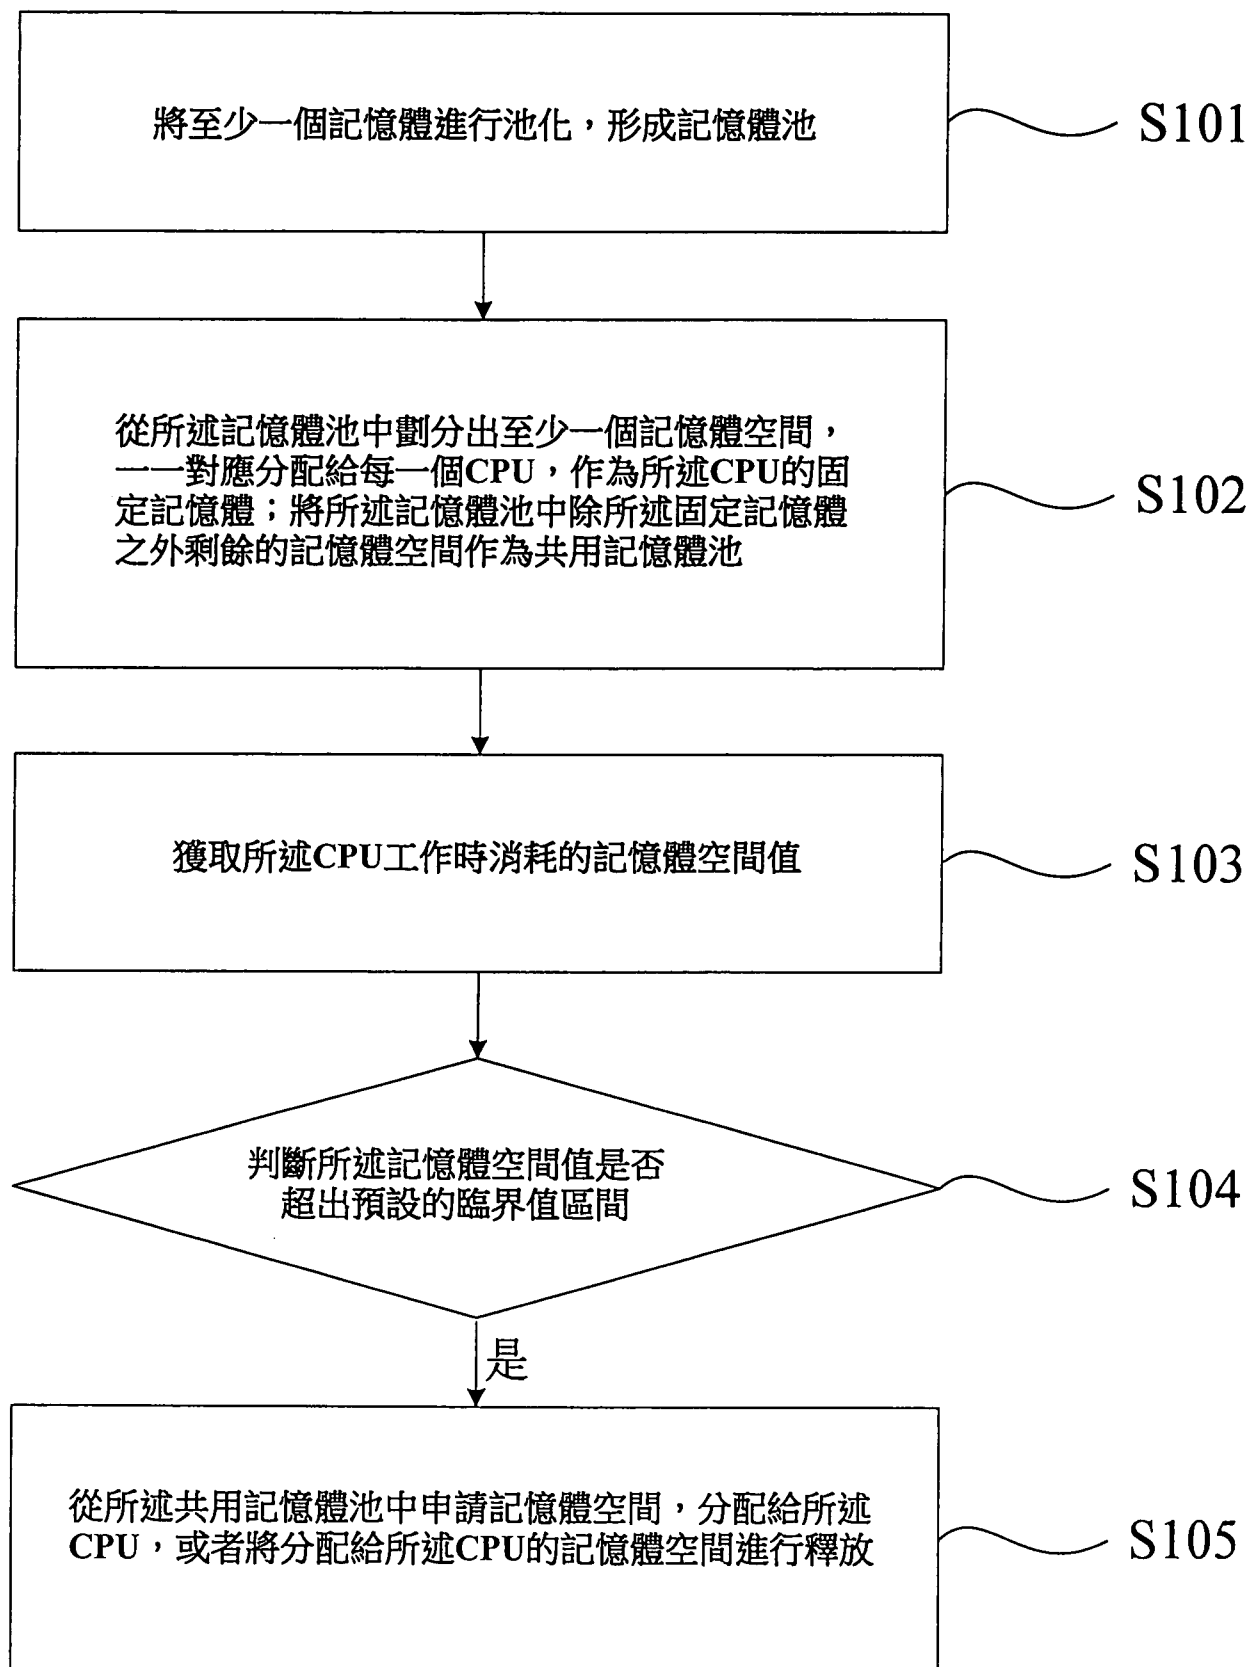 將至少一個記憶體進行池化，形成記憶體池
S101
從所述記憶體池中劃分出至少一個記憶體空間，
一一對應分配給每一個CPU，作為所述CPU的固
定記憶體；將所述記憶體池中除所述固定記憶體
之外剩餘的記憶體空間作為共用記憶體池
S102
獲取所述CPU工作時消耗的記憶體空間值
S103
判斷所述記憶體空間值是否
超出預設的臨界值區間
S104
是
從所述共用記憶體池中申請記憶體空間，分配給所述
CPU，或者將分配給所述CPU的記憶體空間進行釋放
S105